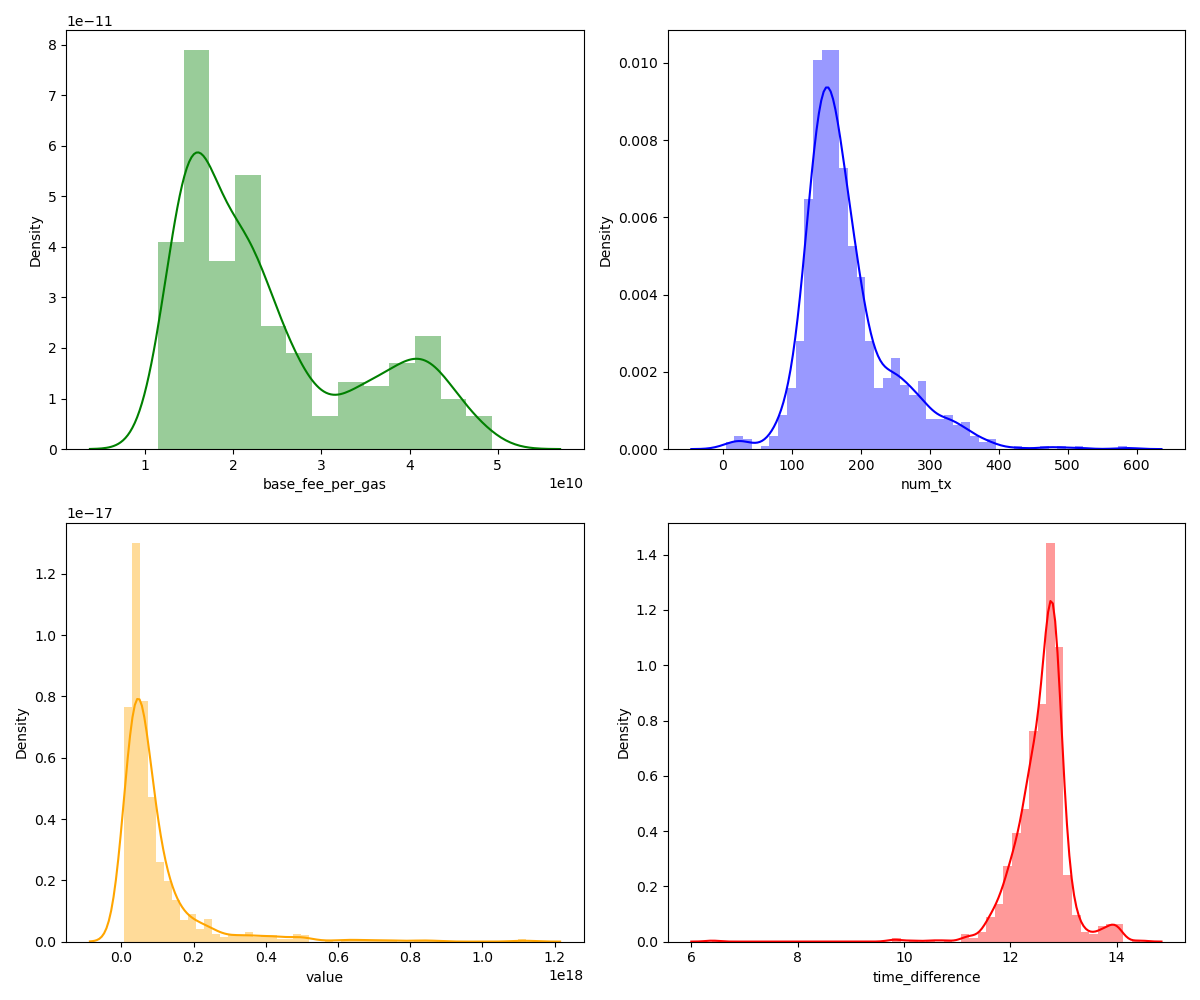 1e−11
8
7
6
5
4
3
2
1
0
Density
1 2 3 4 5
1e10
base_fee_per_gas
0.010
0.008
0.006
0.004
0.002
0.000
Density
0 100 200 300 400 500 600
num_tx
1e−17
1.2
1.0
0.8
0.6
0.4
0.2
0.0
Density
0.0 0.2 0.4 0.6 0.8 1.0 1.2
1e18
value
1.4
1.2
1.0
0.8
0.6
0.4
0.2
0.0
Density
6 8 10 12 14
time_difference